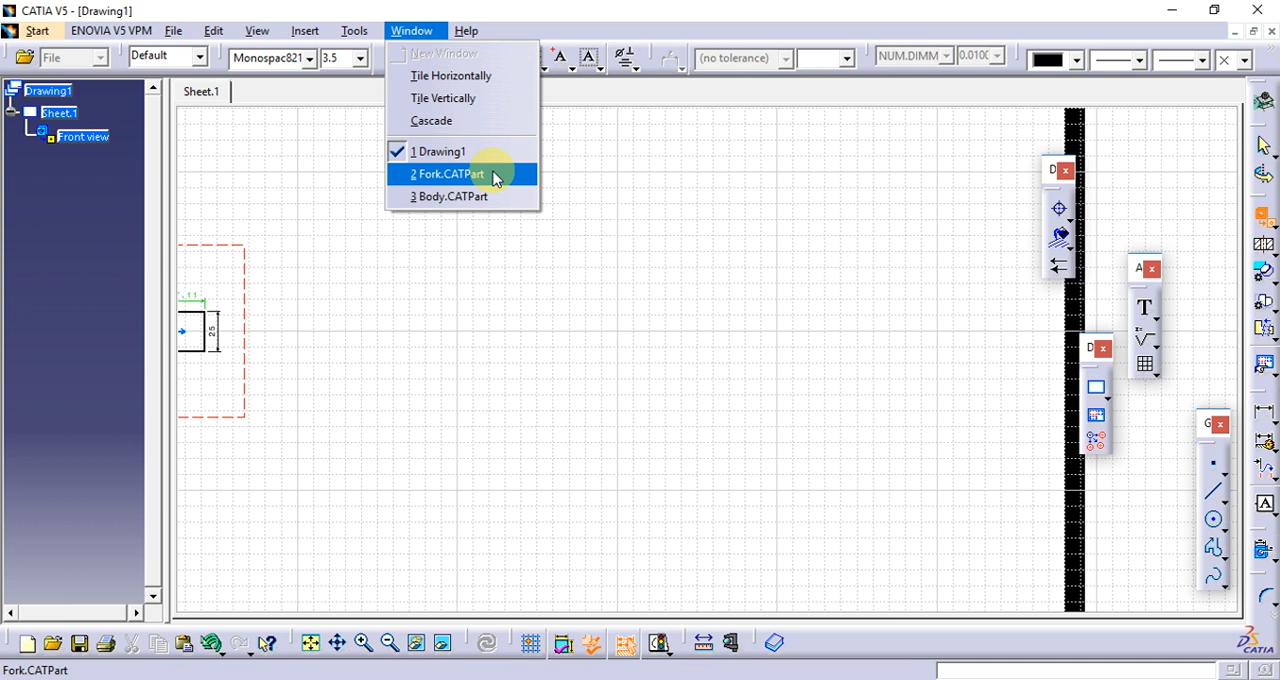 CATIA V5 - [Drawing1]
Start ENOVIA V5 VPM File Edit View Insert Tools Window Help
File Default Monospac821 3.5 (no tolerance) NUM.DIMM 0.0100
New Window
Tile Horizontally
Tile Vertically
Cascade
1 Drawing1
2 Fork.CATPart
3 Body.CATPart
Drawing1
Sheet.1
Front view
Sheet.1
25
D
A
T
D
G
A
CATIA
Fork.CATPart